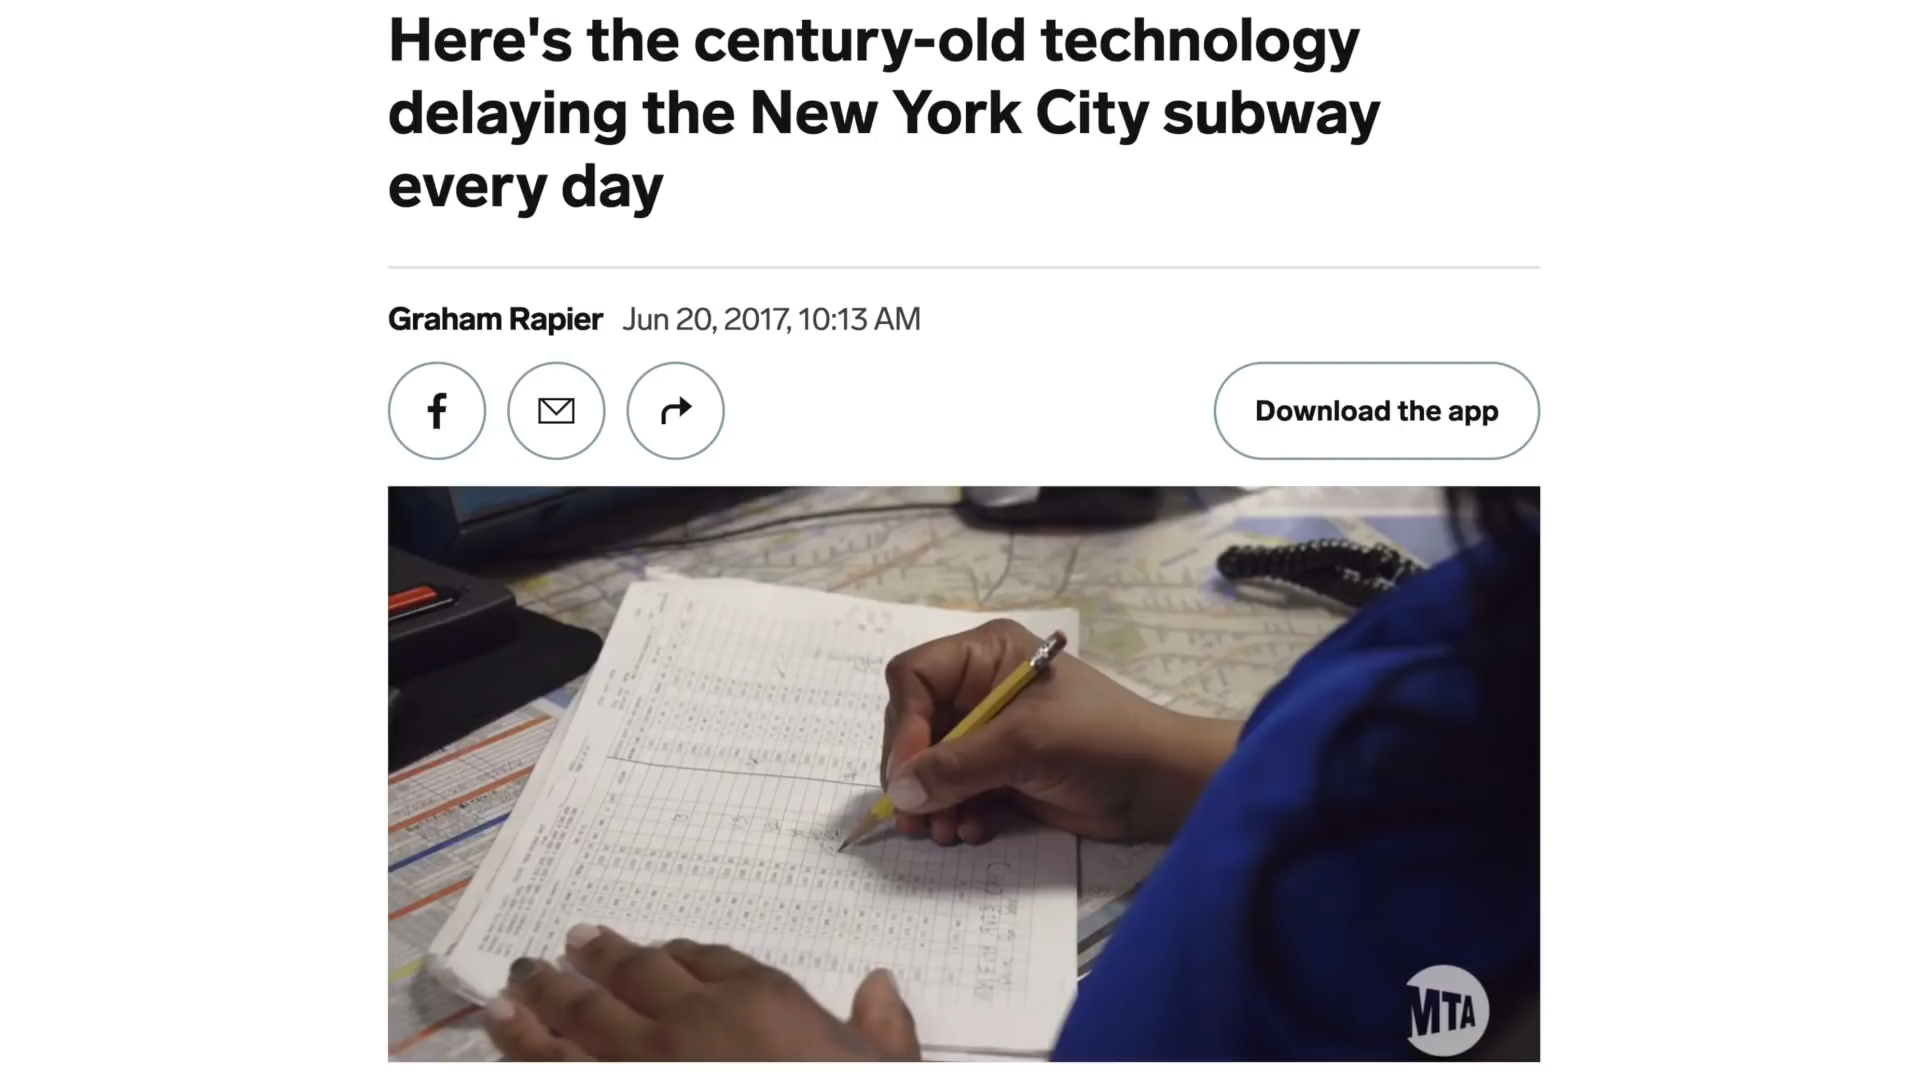 Here's the century-old technology
delaying the New York City subway
every day
Graham Rapier Jun 20, 2017, 10:13 AM
Download the app
MTA